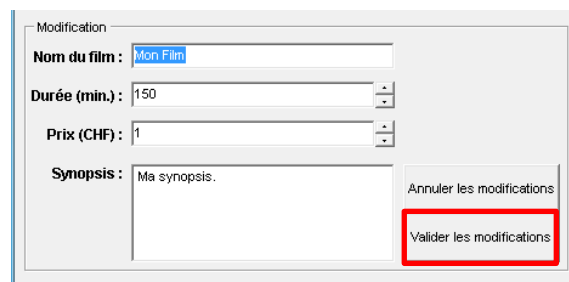 Modification
Nom du film : Mon Film
Durée (min.) : 150
Prix (CHF) : 1
Synopsis : Ma synopsis.
Annuler les modifications
Valider les modifications